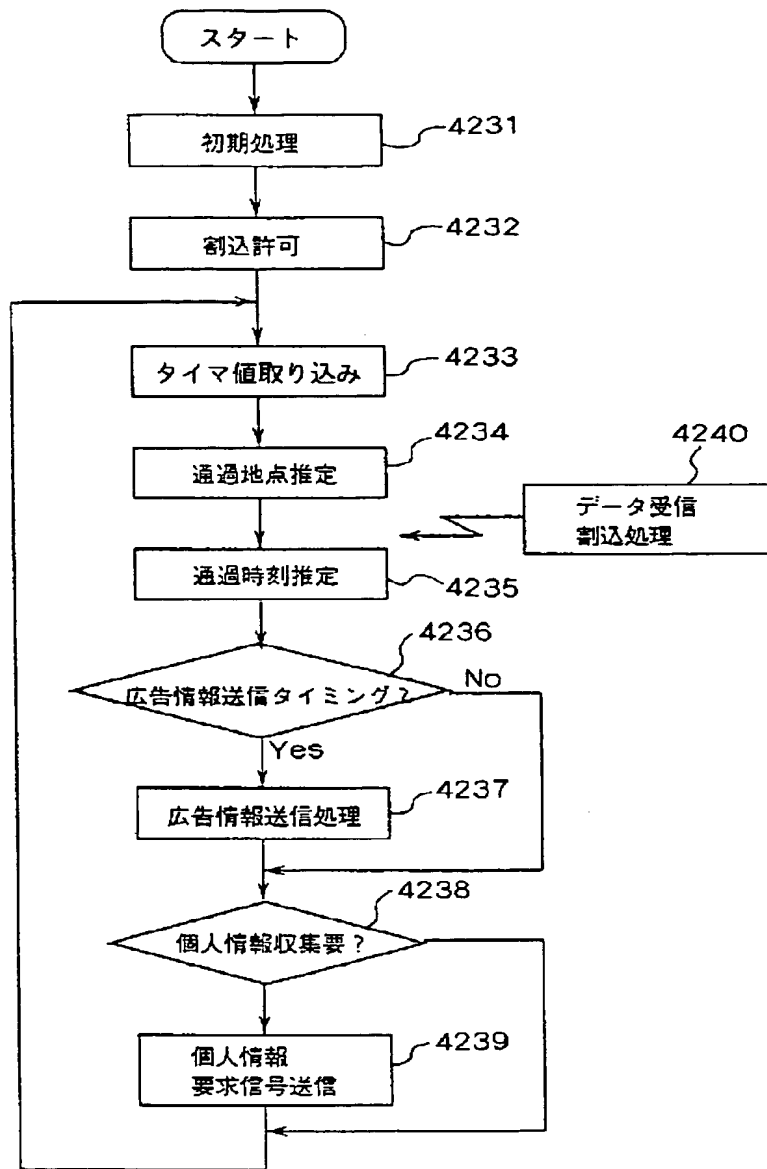 スタート
初期処理
4231
割込許可
4232
タイマ値取り込み
4233
通過地点推定
4234
データ受信
割込処理
4240
通過時刻推定
4235
広告情報送信タイミング?
4236
No
Yes
広告情報送信処理
4237
個人情報収集要?
4238
個人情報
要求信号送信
4239